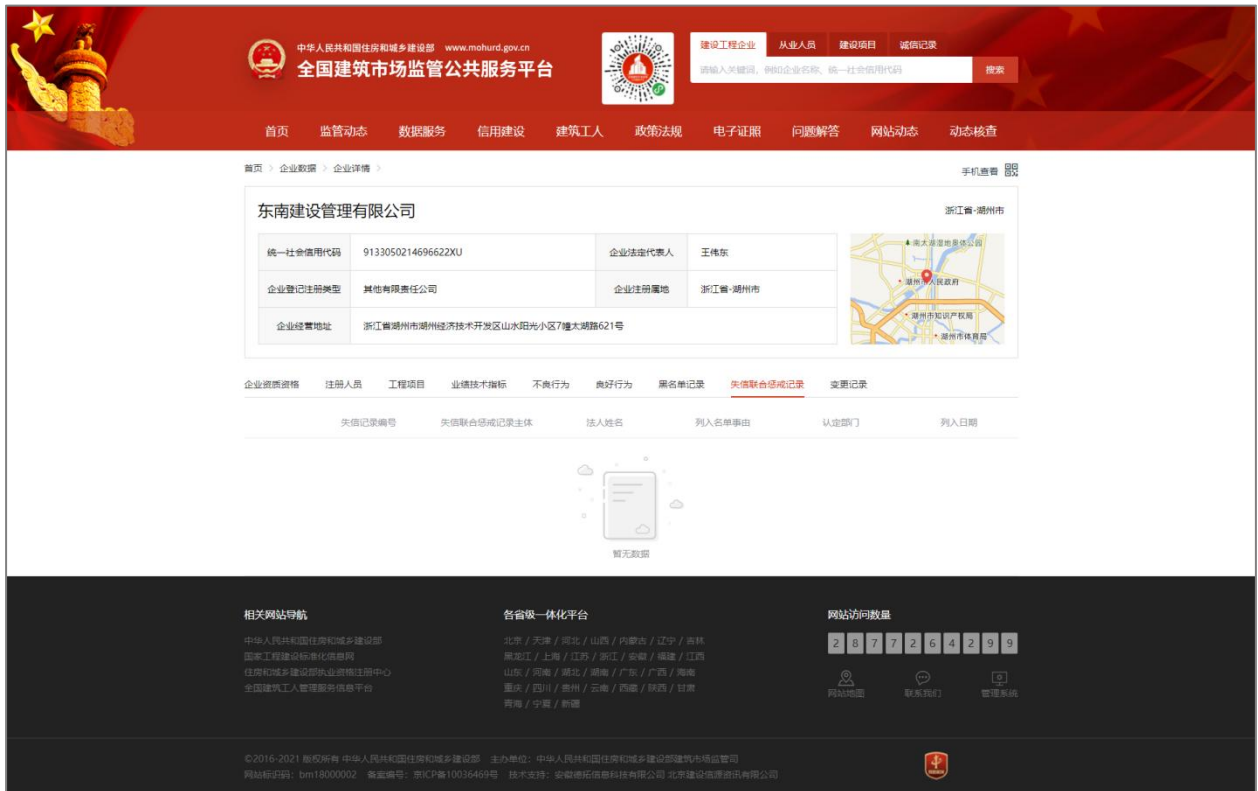 中华人民共和国住房和城乡建设部 www.mohurd.gov.cn
全国建筑市场监管公共服务平台
建设工程企业 从业人员 建设项目 诚信记录
请输入关键词，例如企业名称、统一社会信用代码 搜索
首页 监管动态 数据服务 信用建设 建筑工人 政策法规 电子证照 问题解答 网站动态 动态核查
首页 > 企业数据 > 企业详情 >
手机查看
东南建设管理有限公司
浙江省-湖州市
统一社会信用代码 9133050214696622XU 企业法定代表人 王伟东
企业登记注册类型 其他有限责任公司 企业注册属地 浙江省-湖州市
企业经营地址 浙江省湖州市湖州经济技术开发区山水阳光小区7幢太湖路621号
南太湖湿地景体公园
湖州市人民政府
湖州市知识产权局
湖州市体育局
企业资质资格 注册人员 工程项目 业绩技术指标 不良行为 良好行为 黑名单记录 失信联合惩戒记录 变更记录
失信记录编号 失信联合惩戒记录主体 法人姓名 列入名单事由 认定部门 列入日期
暂无数据
相关网站导航
中华人民共和国住房和城乡建设部
国家工程建设标准化信息网
住房和城乡建设部执业资格注册中心
全国建筑工人管理服务信息平台
各省级一体化平台
北京 / 天津 / 河北 / 山西 / 内蒙古 / 辽宁 / 吉林
黑龙江 / 上海 / 江苏 / 浙江 / 安徽 / 福建 / 江西
山东 / 河南 / 湖北 / 湖南 / 广东 / 广西 / 海南
重庆 / 四川 / 贵州 / 云南 / 西藏 / 陕西 / 甘肃
青海 / 宁夏 / 新疆
网站访问数量
2 8 7 7 2 6 4 2 9 9
网站地图 联系我们 管理系统
©2016-2021 版权所有 中华人民共和国住房和城乡建设部 主办单位：中华人民共和国住房和城乡建设部建筑市场监管司
网站标识码：bm18000002 备案编号：京ICP备10036469号 技术支持：安徽德拓信息科技有限公司 北京建设信源资讯有限公司